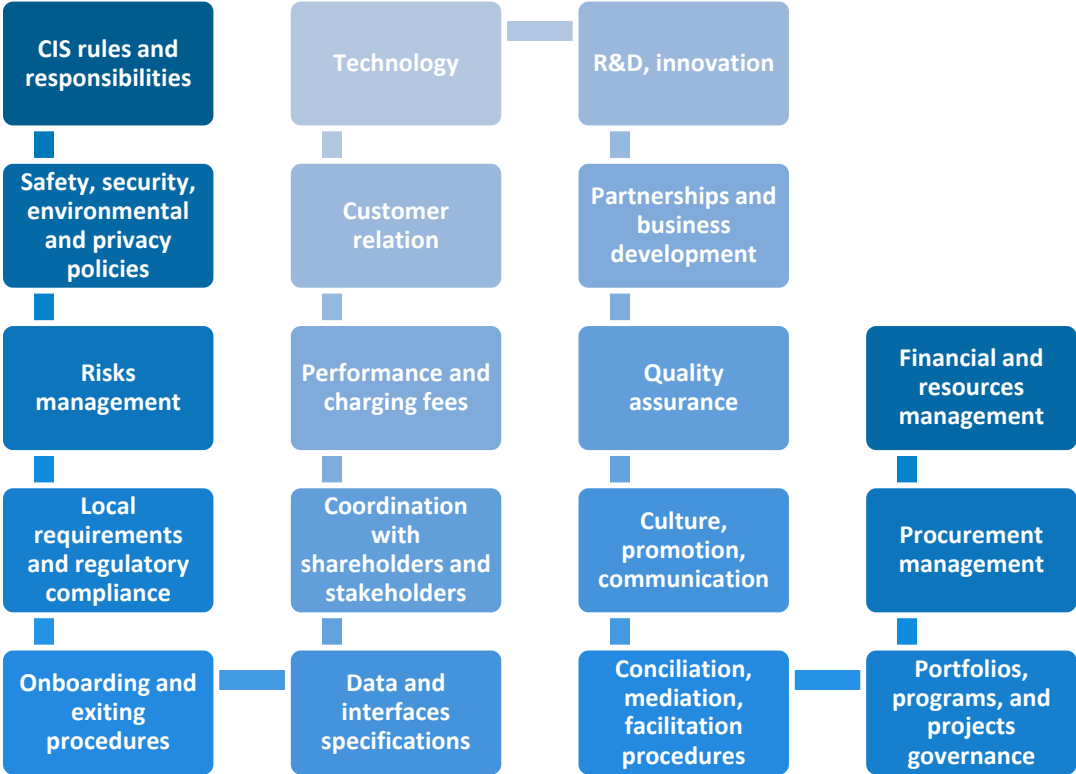 CIS rules and
responsibilities
Safety, security,
environmental
and privacy
policies
Risks
management
Local
requirements
and regulatory
compliance
Onboarding and
exiting
procedures
Data and
interfaces
specifications
Coordination
with
shareholders and
stakeholders
Performance and
charging fees
Customer
relation
Technology
R&D, innovation
Partnerships and
business
development
Quality
assurance
Culture,
promotion,
communication
Conciliation,
mediation,
facilitation
procedures
Portfolios,
programs, and
projects
governance
Procurement
management
Financial and
resources
management